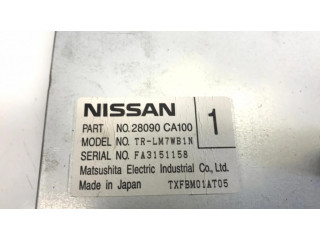 NISSAN
PART NO. 28090 CA100 1
MODEL NO. TR-LM7WB1N
SERIAL NO. FA3151158
Matsushita Electric Industrial Co., Ltd.
Made in Japan TXFBM01AT05